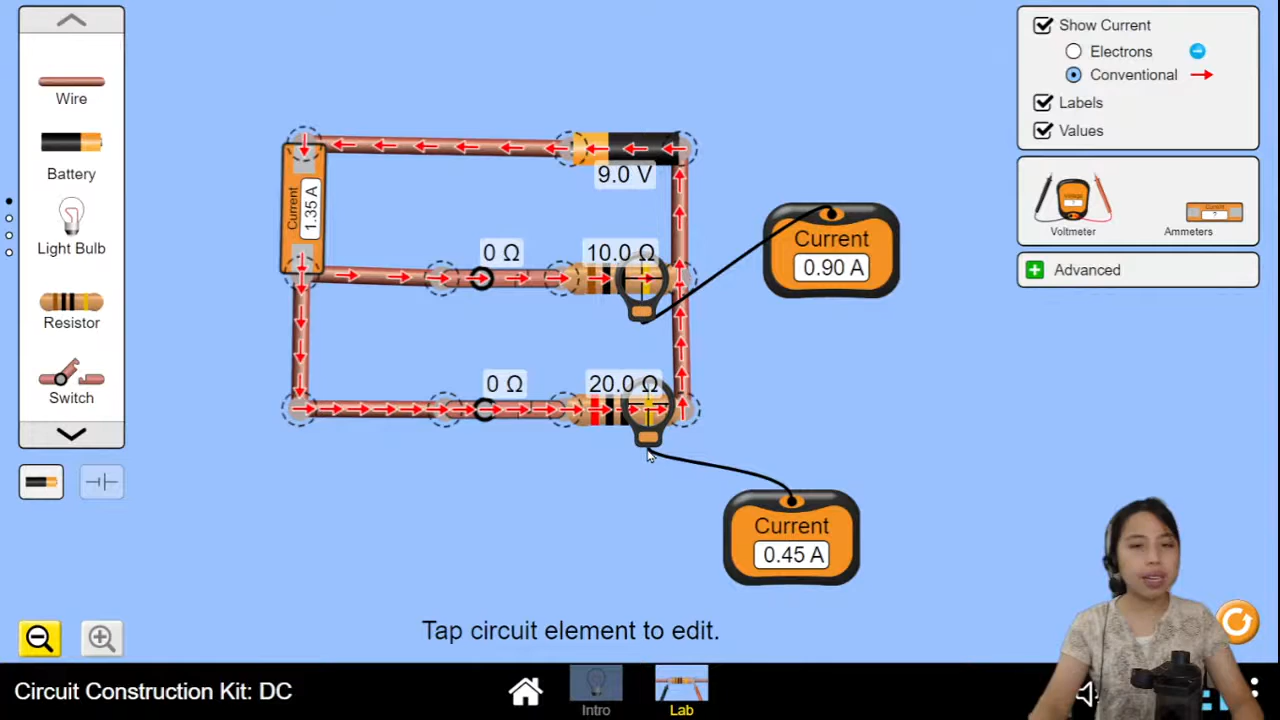 Wire
Battery
Light Bulb
Resistor
Switch
Current
1.35 A
9.0 V
0 Ω
10.0 Ω
0 Ω
20.0 Ω
Current
0.90 A
Current
0.45 A
Show Current
Electrons
Conventional
Labels
Values
Voltmeter
Ammeters
Current
?
Advanced
Tap circuit element to edit.
Circuit Construction Kit: DC
Intro
Lab